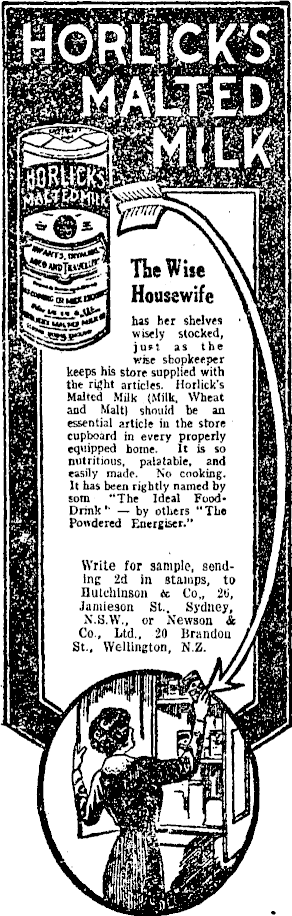 HORLICK'S
MALTED
MILK
HORLICKS
MALTED MILK
The Wise
Housewife
has her shelves
wisely stocked,
just as the
wise shopkeeper
keeps his store supplied with
the right articles. Horlick's
Malted Milk (Milk, Wheat
and Malt) should be an
essential article in the store
cupboard in every properly
equipped home. It is so
nutritious, palatable, and
easily made. No cooking.
It has been rightly named by
som "The Ideal Food-
Drink" — by others "The
Powdered Energiser."
Write for sample, send-
ing 2d in stamps, to
Hutchinson & Co., 26,
Jamieson St., Sydney,
N.S.W., or Newson &
Co., Ltd., 20 Brandon
St., Wellington, N.Z.